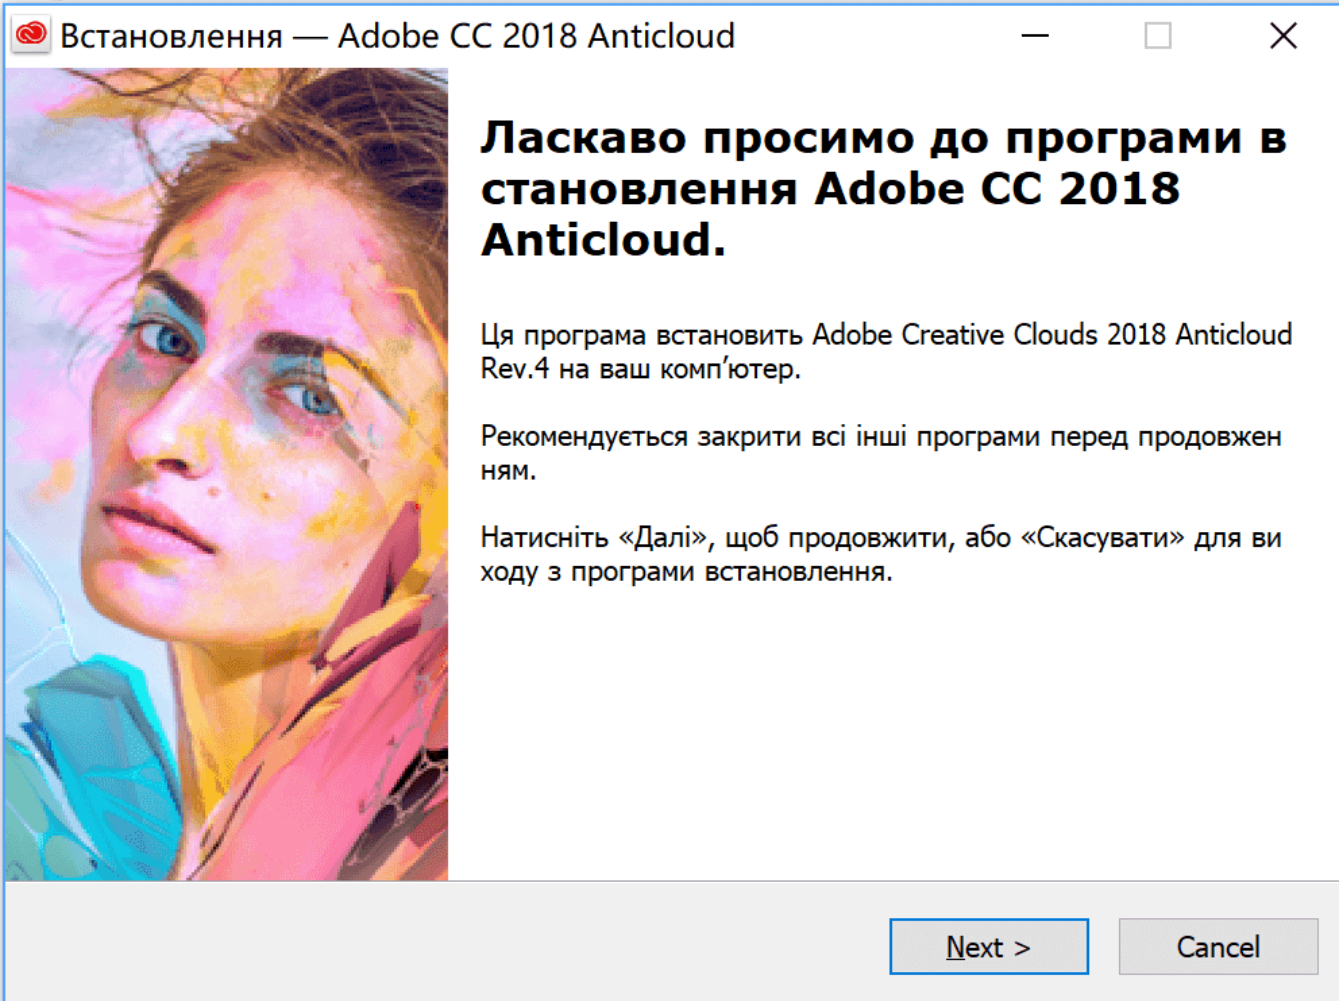 Встановлення — Adobe CC 2018 Anticloud
Ласкаво просимо до програми в
становлення Adobe CC 2018
Anticloud.
Ця програма встановить Adobe Creative Clouds 2018 Anticloud
Rev.4 на ваш комп’ютер.
Рекомендується закрити всі інші програми перед продовжен
ням.
Натисніть «Далі», щоб продовжити, або «Скасувати» для ви
ходу з програми встановлення.
Next >
Cancel